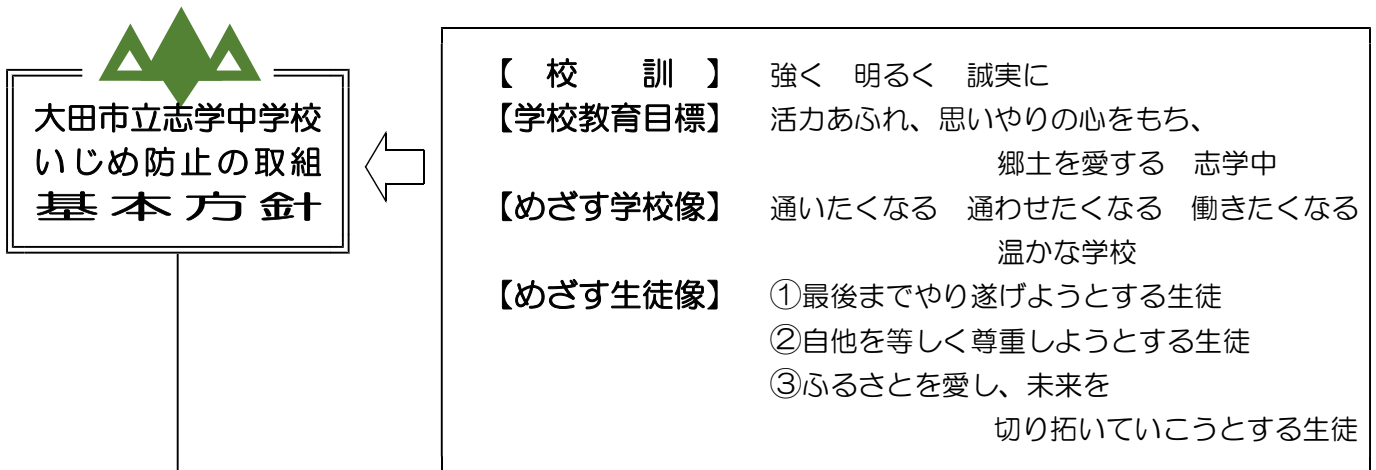 大田市立志学中学校
いじめ防止の取組
基本方針
【　校　　訓　】　強く　明るく　誠実に
【学校教育目標】　活力あふれ、思いやりの心をもち、
郷土を愛する　志学中
【めざす学校像】　通いたくなる　通わせたくなる　働きたくなる
温かな学校
【めざす生徒像】　①最後までやり遂げようとする生徒
②自他を等しく尊重しようとする生徒
③ふるさとを愛し、未来を
切り拓いていこうとする生徒